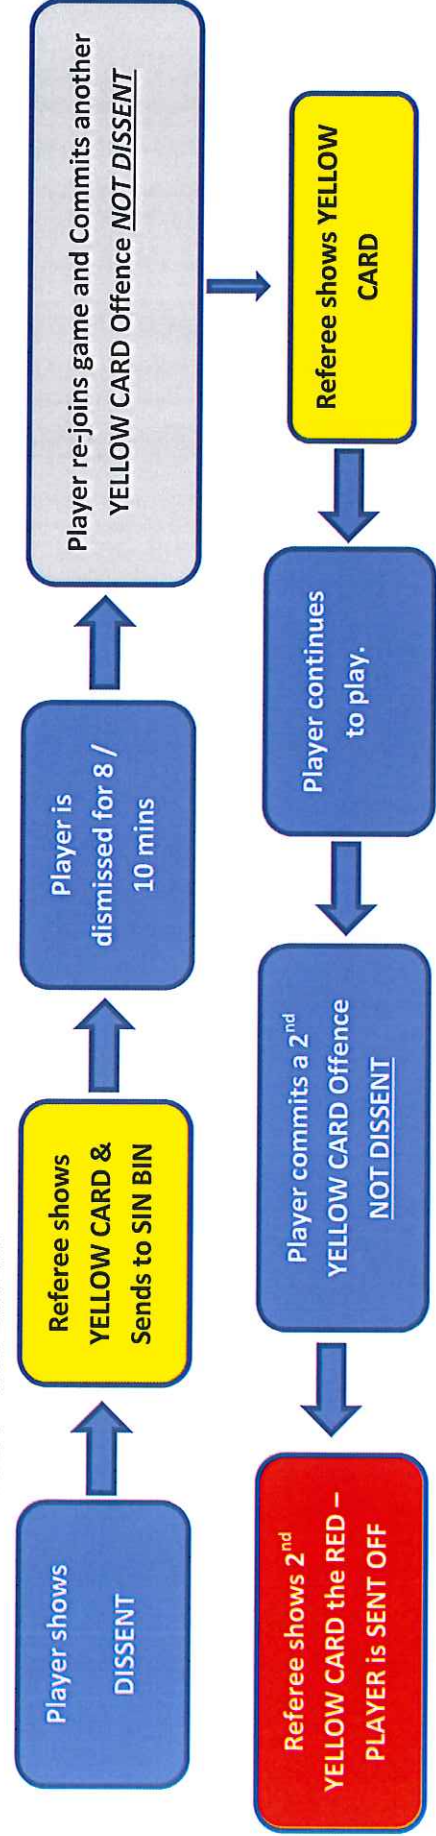 Player shows
DISSENT
Referee shows
YELLOW CARD &
Sends to SIN BIN
Player is
dismissed for 8 /
10 mins
Player re-joins game and Commits another
YELLOW CARD Offence NOT DISSENT
Referee shows YELLOW
CARD
Player continues
to play.
Player commits a 2nd
YELLOW CARD Offence
NOT DISSENT
Referee shows 2nd
YELLOW CARD the RED –
PLAYER is SENT OFF